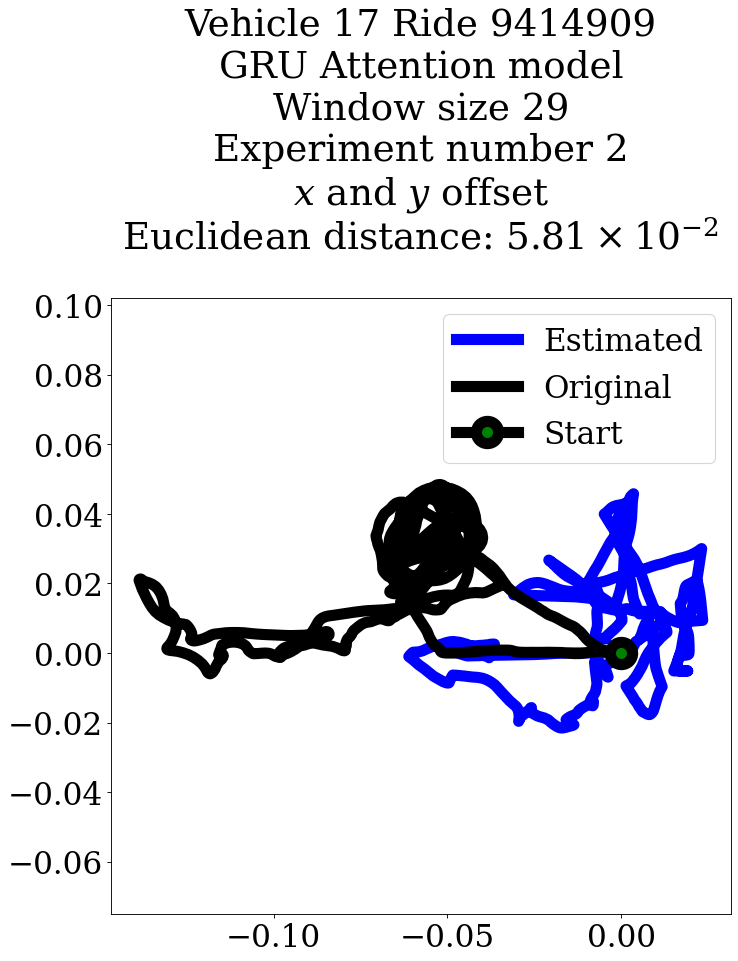 Vehicle 17 Ride 9414909
GRU Attention model
Window size 29
Experiment number 2
x and y offset
Euclidean distance: 5.81 × 10⁻²
0.10
0.08
0.06
0.04
0.02
0.00
−0.02
−0.04
−0.06
Estimated
Original
Start
−0.10
−0.05
0.00